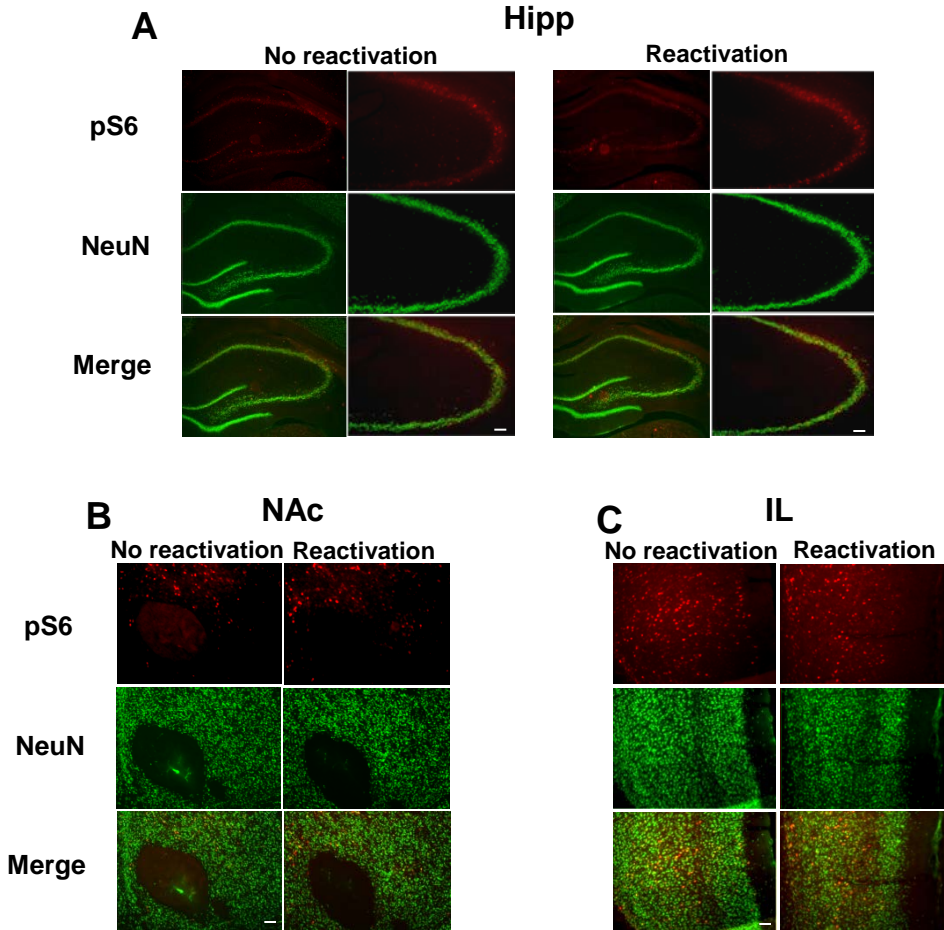 A
Hipp
No reactivation
Reactivation
pS6
NeuN
Merge
B
NAc
No reactivation
Reactivation
pS6
NeuN
Merge
C
IL
No reactivation
Reactivation